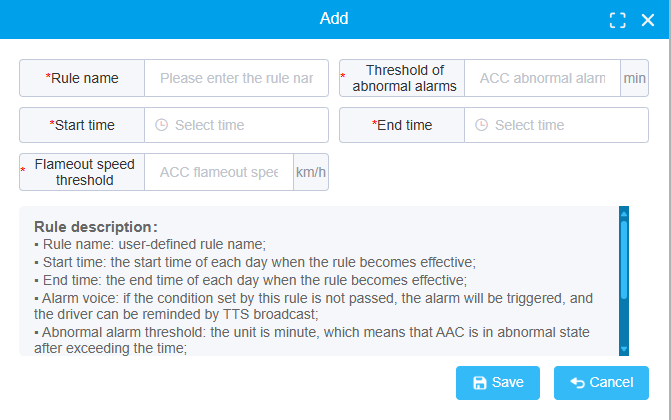 Add
*Rule name
Please enter the rule nar
* Threshold of
abnormal alarms
ACC abnormal alarm
min
*Start time
Select time
*End time
Select time
* Flameout speed
threshold
ACC flameout spee
km/h
Rule description:
▪ Rule name: user-defined rule name;
▪ Start time: the start time of each day when the rule becomes effective;
▪ End time: the end time of each day when the rule becomes effective;
▪ Alarm voice: if the condition set by this rule is not passed, the alarm will be triggered, and
the driver can be reminded by TTS broadcast;
▪ Abnormal alarm threshold: the unit is minute, which means that AAC is in abnormal state
after exceeding the time;
Save
Cancel